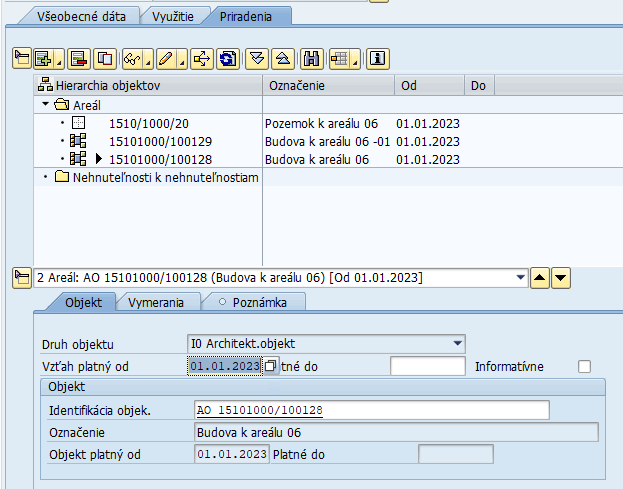 Všeobecné dáta Využitie Priradenia
Hierarchia objektov Označenie Od Do
Areál
1510/1000/20 Pozemok k areálu 06 01.01.2023
15101000/100129 Budova k areálu 06 -01 01.01.2023
15101000/100128 Budova k areálu 06 01.01.2023
Nehnuteľnosti k nehnuteľnostiam
2 Areál: AO 15101000/100128 (Budova k areálu 06) [Od 01.01.2023]
Objekt Vymerania Poznámka
Druh objektu I0 Architekt.objekt
Vzťah platný od 01.01.2023 tné do Informatívne
Objekt
Identifikácia objek. AO 15101000/100128
Označenie Budova k areálu 06
Objekt platný od 01.01.2023 Platné do